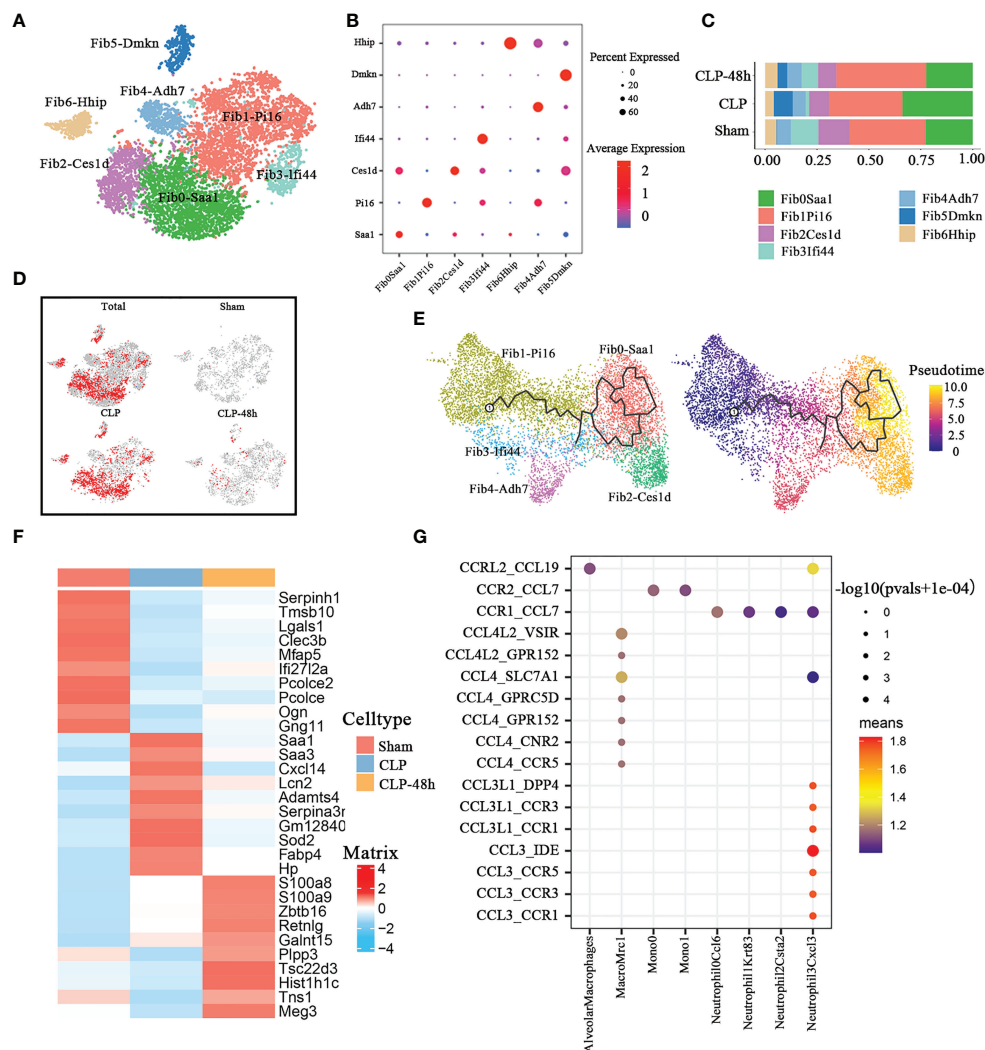 A
Fib5-Dmkn
Fib4-Adh7
Fib6-Hhip
Fib1-Pi16
Fib2-Ces1d
Fib3-Ifi44
Fib0-Saa1
B
Hhip
Dmkn
Adh7
Ifi44
Ces1d
Pi16
Saa1
Fib0Saa1
Fib1Pi16
Fib2Ces1d
Fib3Ifi44
Fib6Hhip
Fib4Adh7
Fib5Dmkn
Percent Expressed
0
20
40
60
Average Expression
2
1
0
C
CLP-48h
CLP
Sham
0.00 0.25 0.50 0.75 1.00
Fib0Saa1
Fib1Pi16
Fib2Ces1d
Fib3Ifi44
Fib4Adh7
Fib5Dmkn
Fib6Hhip
D
Total Sham
CLP CLP-48h
E
Fib1-Pi16
Fib0-Saa1
1
Fib3-Ifi44
Fib4-Adh7
Fib2-Ces1d
1
Pseudotime
10.0
7.5
5.0
2.5
0
F
Serpinh1
Tmsb10
Lgals1
Clec3b
Mfap5
Ifi27l2a
Pcolce2
Pcolce
Ogn
Gng11
Saa1
Saa3
Cxcl14
Lcn2
Adamts4
Serpina3r
Gm12840
Sod2
Fabp4
Hp
S100a8
S100a9
Zbtb16
Retnlg
Galnt15
Plpp3
Tsc22d3
Hist1h1c
Tns1
Meg3
Celltype
Sham
CLP
CLP-48h
Matrix
4
2
0
−2
−4
G
CCRL2_CCL19
CCR2_CCL7
CCR1_CCL7
CCL4L2_VSIR
CCL4L2_GPR152
CCL4_SLC7A1
CCL4_GPRC5D
CCL4_GPR152
CCL4_CNR2
CCL4_CCR5
CCL3L1_DPP4
CCL3L1_CCR3
CCL3L1_CCR1
CCL3_IDE
CCL3_CCR5
CCL3_CCR3
CCL3_CCR1
AlveolarMacrophages
MacroMrc1
Mono0
Mono1
Neutrophil0Ccl6
Neutrophil1Krt83
Neutrophil2Csta2
Neutrophil3Cxcl3
-log10(pvals+1e-04)
0
1
2
3
4
means
1.8
1.6
1.4
1.2